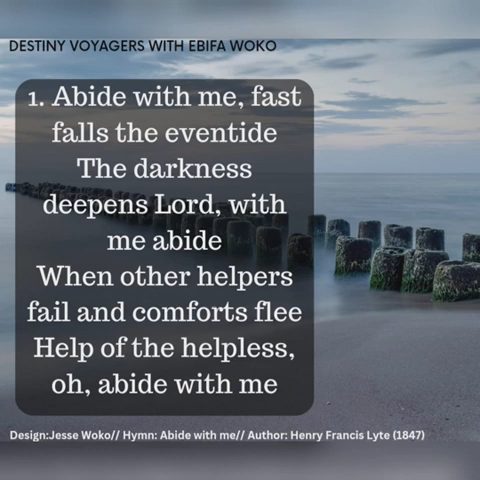 DESTINY VOYAGERS WITH EBIFA WOKO
1. Abide with me, fast
falls the eventide
The darkness
deepens Lord, with
me abide
When other helpers
fail and comforts flee
Help of the helpless,
oh, abide with me
Design:Jesse Woko// Hymn: Abide with me// Author: Henry Francis Lyte (1847)